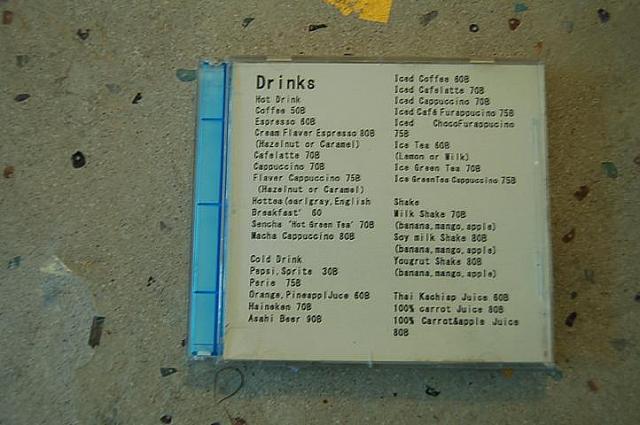 Drinks
Hot Drink
Coffee 50B
Espresso 60B
Cream Flaver Espresso 80B
(Hazelnut or Caramel)
Cafelatte 70B
Cappuccino 70B
Flaver Cappuccino 75B
(Hazelnut or Caramel)
Hottea(earlgray,English
Breakfast' 60
Sencha 'Hot Green Tea' 70B
Macha Cappuccino 80B
Cold Drink
Pepsi,Sprite 30B
Perie 75B
Orange,PineapplJuce 60B
Haineken 70B
Asahi Beer 90B
Iced Coffee 60B
Iced Cafelatte 70B
Iced Cappuccino 70B
Iced Café Furappucino 75B
Iced ChocoFurappucino
75B
Ice Tea 60B
(Lemon or Milk)
Ice Green Tea 70B
Ice GreenTea Cappuccino 75B
Shake
Milk Shake 70B
(banana,mango,apple)
Soy milk Shake 80B
(banana,mango,apple)
Yougrut Shake 80B
(banana,mango,apple)
Thai Kachiap Juice 60B
100% carrot Juice 80B
100% Carrot&apple Juice
80B